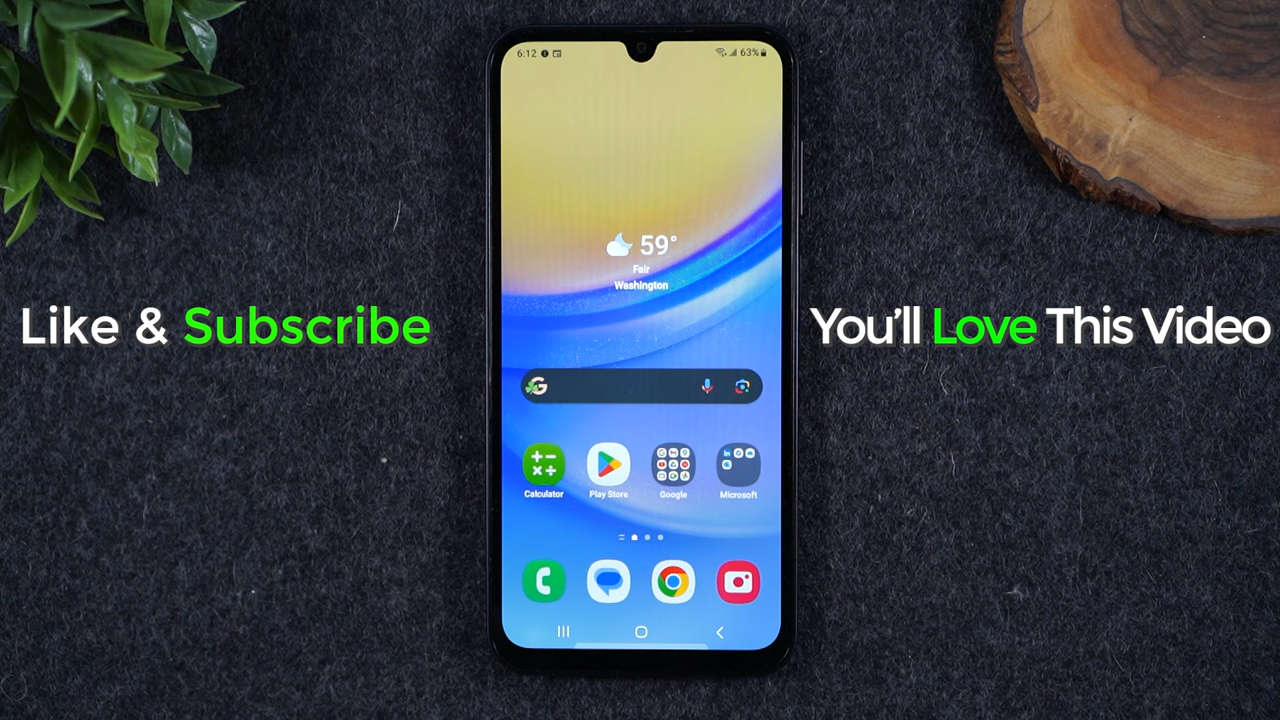 6:12
63%
59°
Fair
Washington
Like & Subscribe
You'll Love This Video
G
Calculator
Play Store
Google
Microsoft